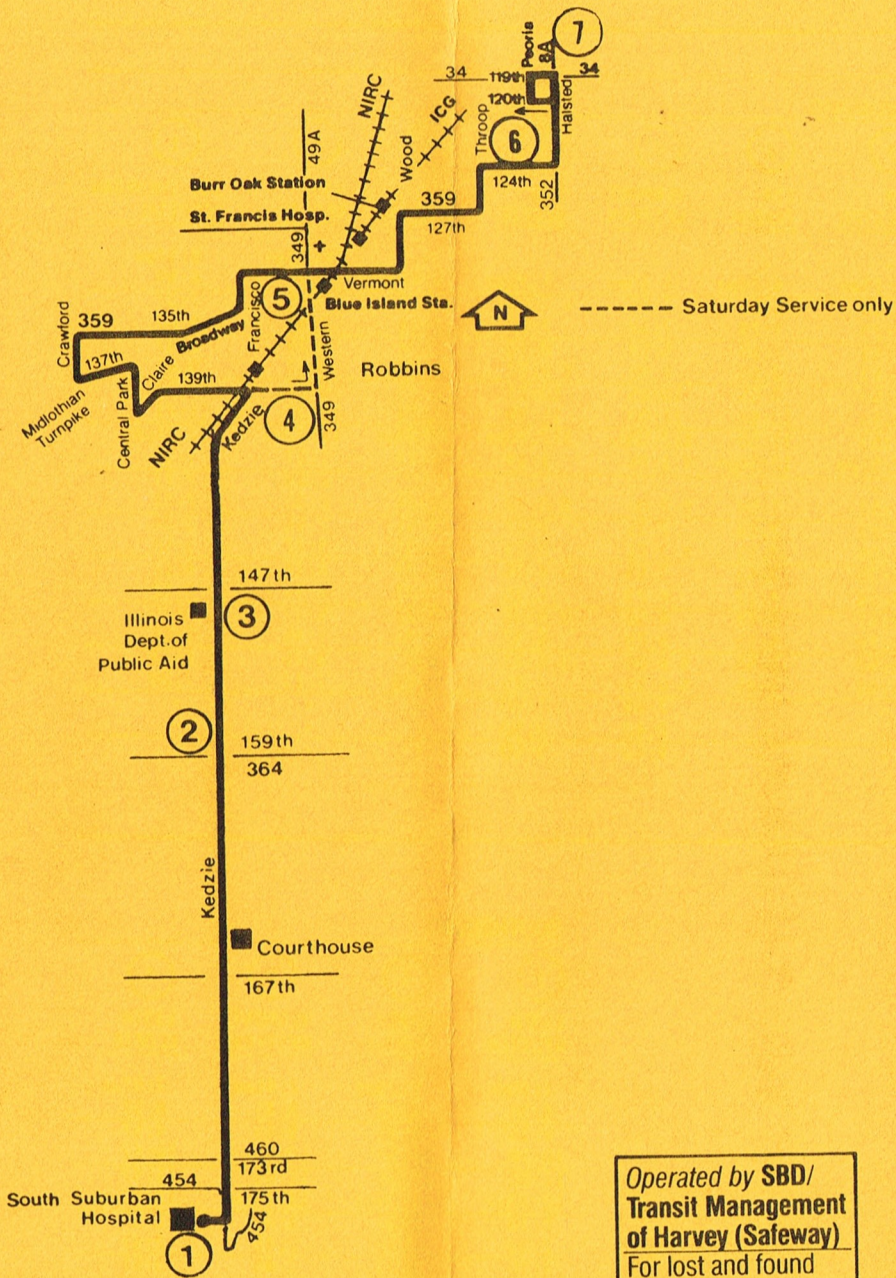 7
Peoria
8A
34
119th
34
120th
Halsted
NIRC
ICG
Throop
6
49A
Wood
Burr Oak Station
359
124th
352
St. Francis Hosp.
349
127th
Vermont
5
Francisco
Blue Island Sta.
N
Saturday Service only
Crawford
359
135th
Broadway
137th
Claire
139th
Western
Robbins
Midlothian
Turnpike
Central Park
NIRC
Kedzie
4
349
147th
Illinois
Dept.of
Public Aid
3
2
159th
364
Kedzie
Courthouse
167th
460
173rd
454
175th
South Suburban
Hospital
454
1
Operated by SBD/
Transit Management
of Harvey (Safeway)
For lost and found